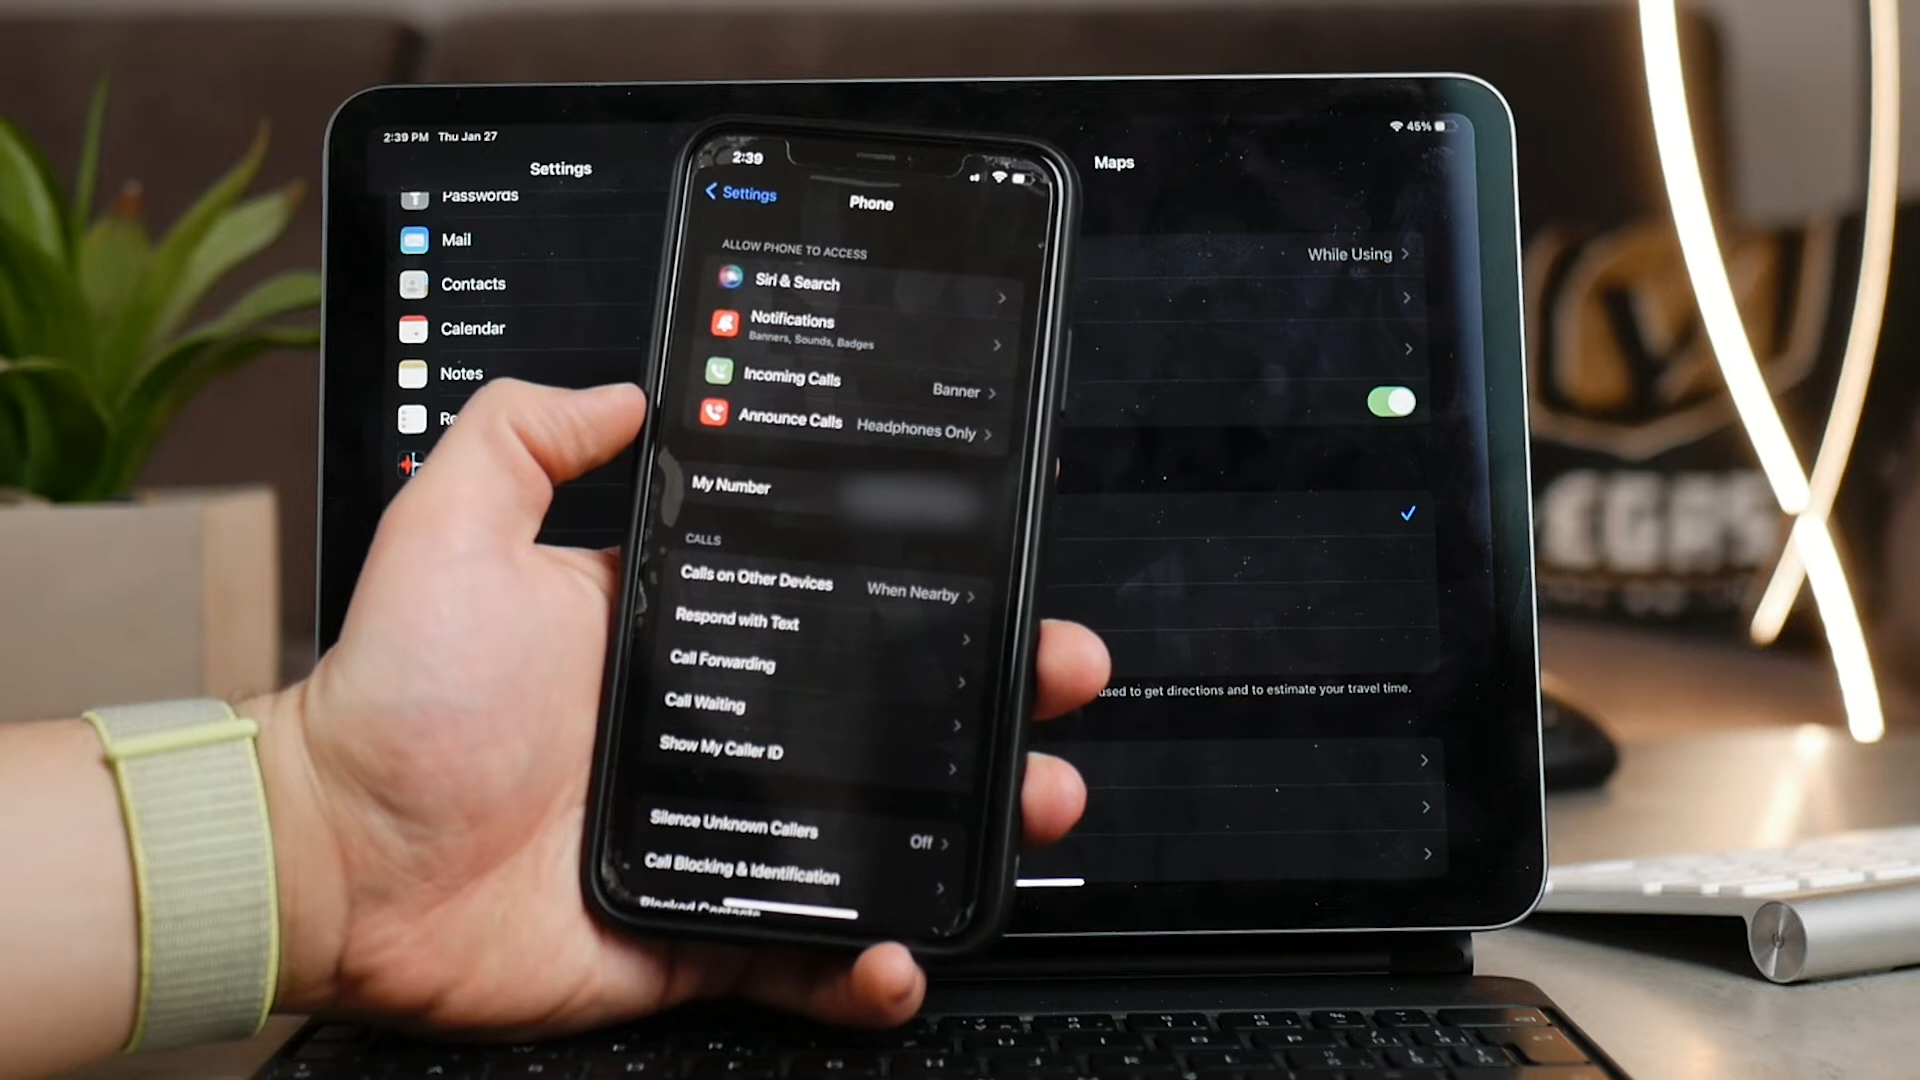 2:39 PM Thu Jan 27
45%
Settings
Passwords
Mail
Contacts
Calendar
Notes
Maps
While Using
used to get directions and to estimate your travel time.
2:39
Settings
Phone
ALLOW PHONE TO ACCESS
Siri & Search
Notifications
Banners, Sounds, Badges
Incoming Calls Banner
Announce Calls Headphones Only
My Number
CALLS
Calls on Other Devices When Nearby
Respond with Text
Call Forwarding
Call Waiting
Show My Caller ID
Silence Unknown Callers Off
Call Blocking & Identification
Blocked Contacts
EGAS